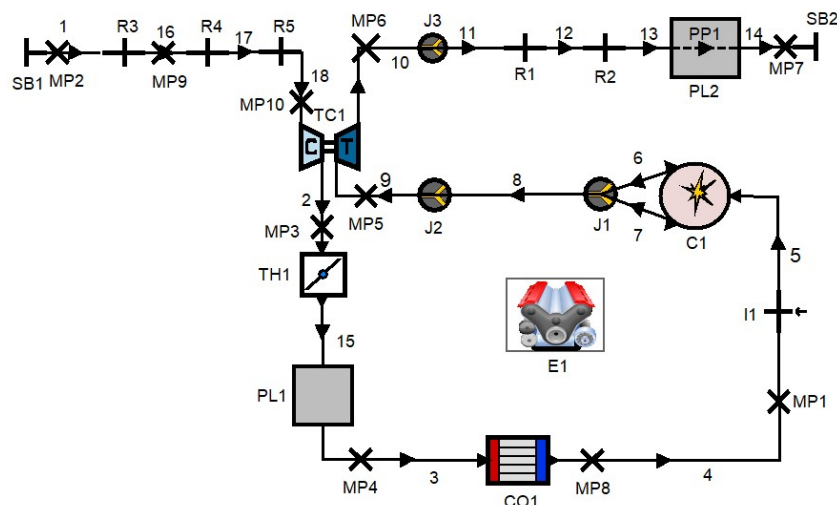 1
R3
16
R4
17
R5
MP6
J3
11
12
13
PP1
14
SB2
SB1
MP2
MP9
18
10
R1
R2
PL2
MP7
MP10
TC1
C
T
2
9
8
6
MP3
MP5
J2
J1
7
C1
5
TH1
I1
15
E1
PL1
MP1
MP4
3
CO1
MP8
4